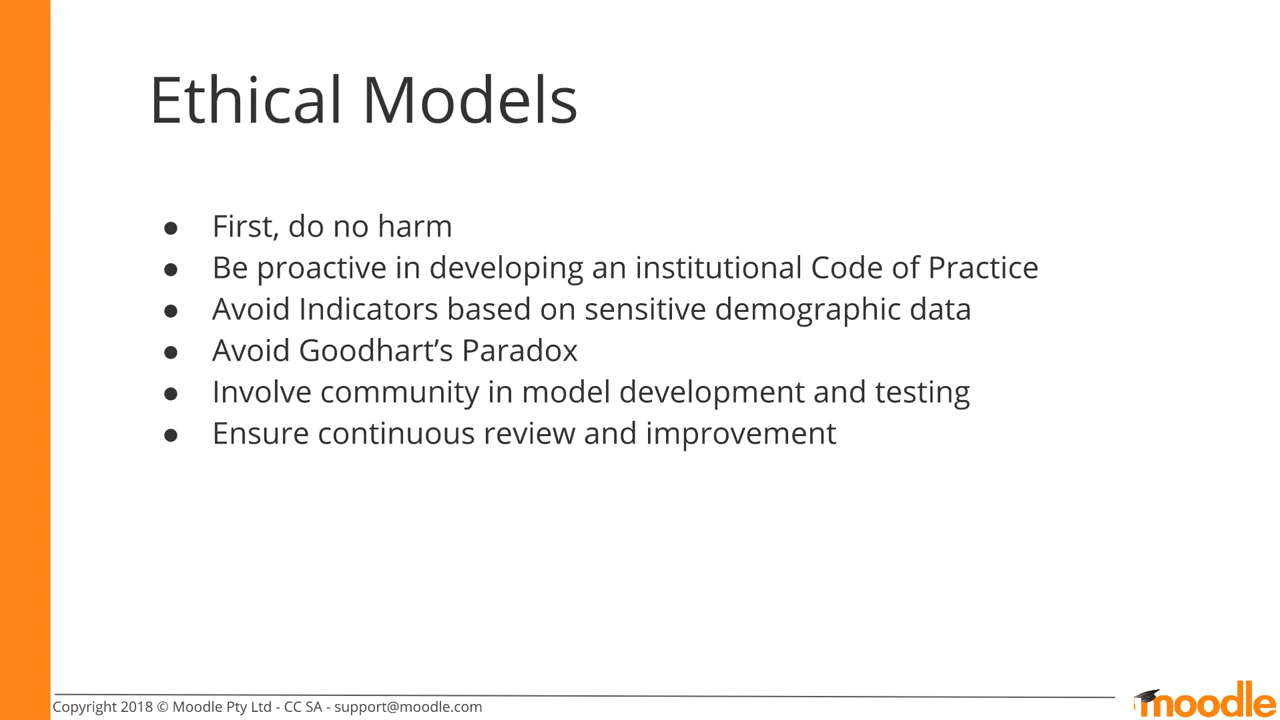 Ethical Models
● First, do no harm
● Be proactive in developing an institutional Code of Practice
● Avoid Indicators based on sensitive demographic data
● Avoid Goodhart’s Paradox
● Involve community in model development and testing
● Ensure continuous review and improvement
Copyright 2018 © Moodle Pty Ltd - CC SA - support@moodle.com
moodle